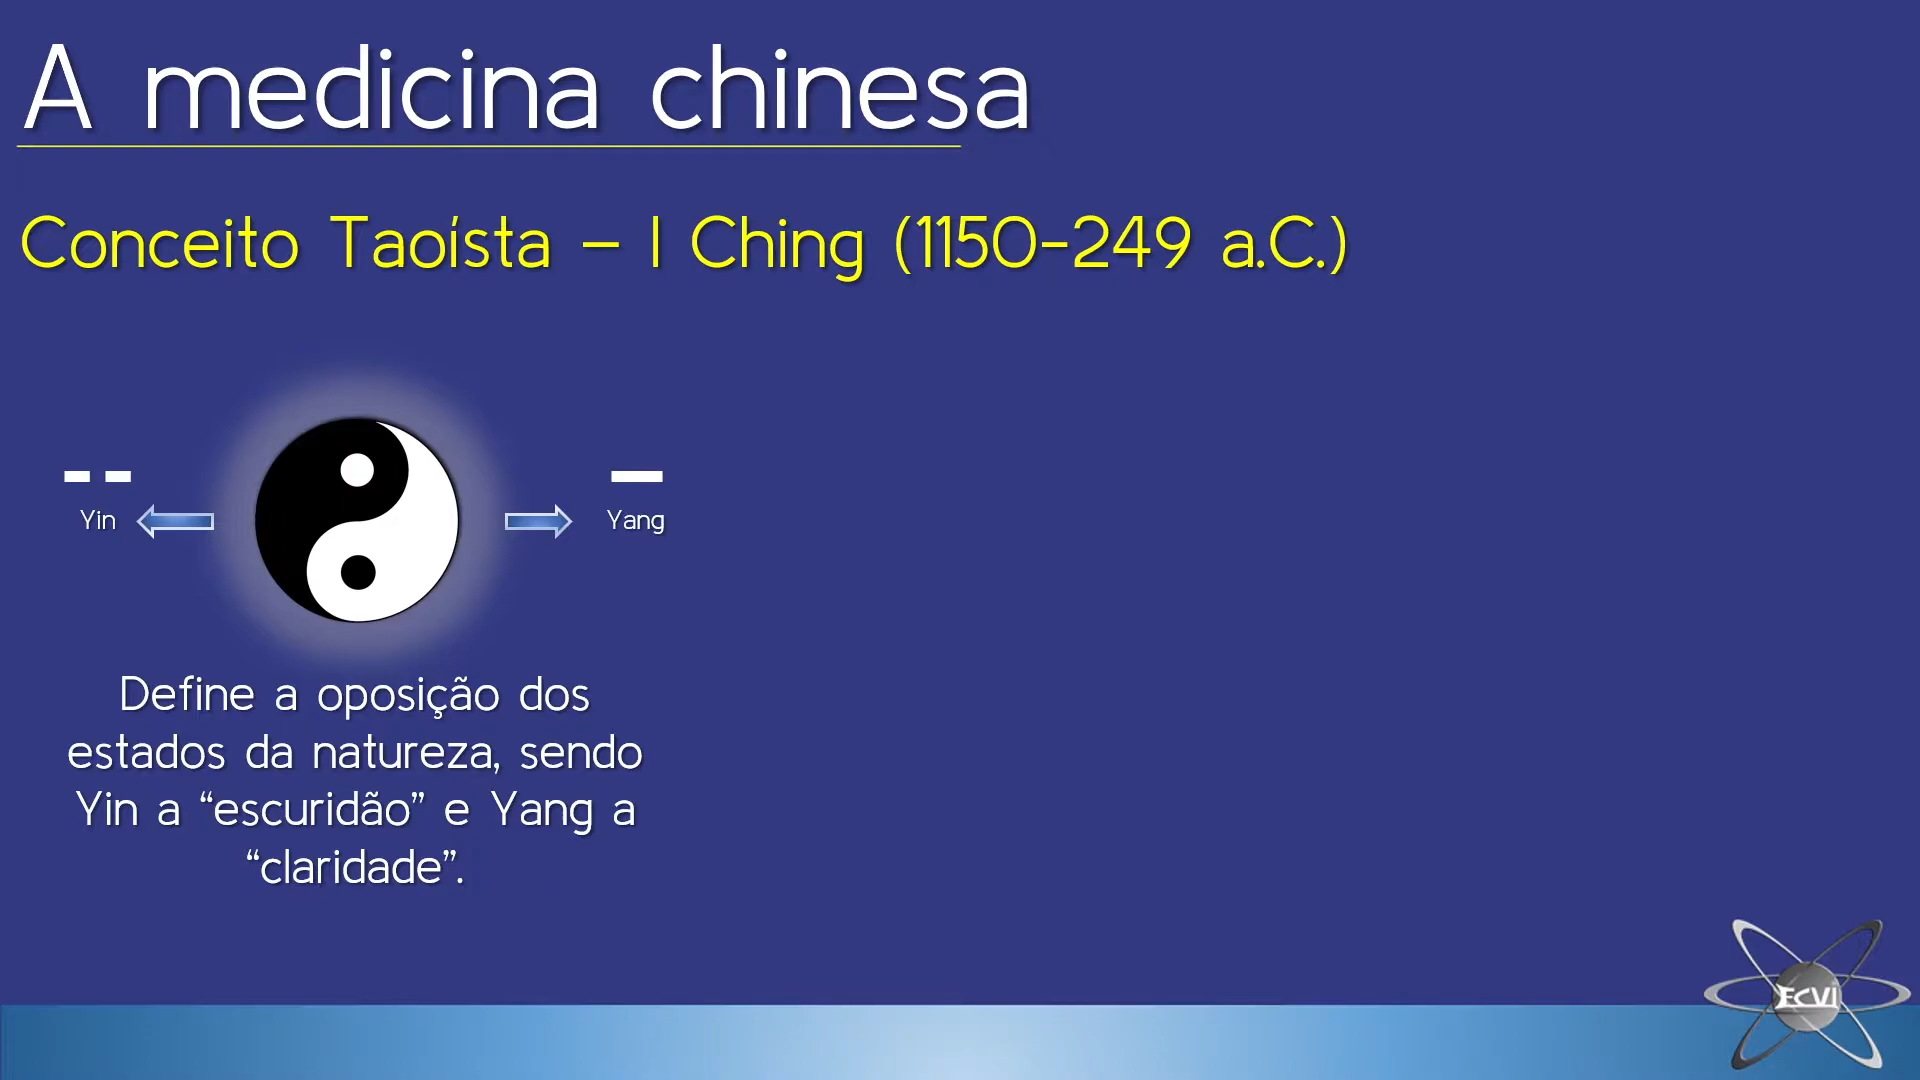 A medicina chinesa
Conceito Taoísta – I Ching (1150-249 a.C.)
Yin
Yang
Define a oposição dos
estados da natureza, sendo
Yin a “escuridão” e Yang a
“claridade”.
ECVI